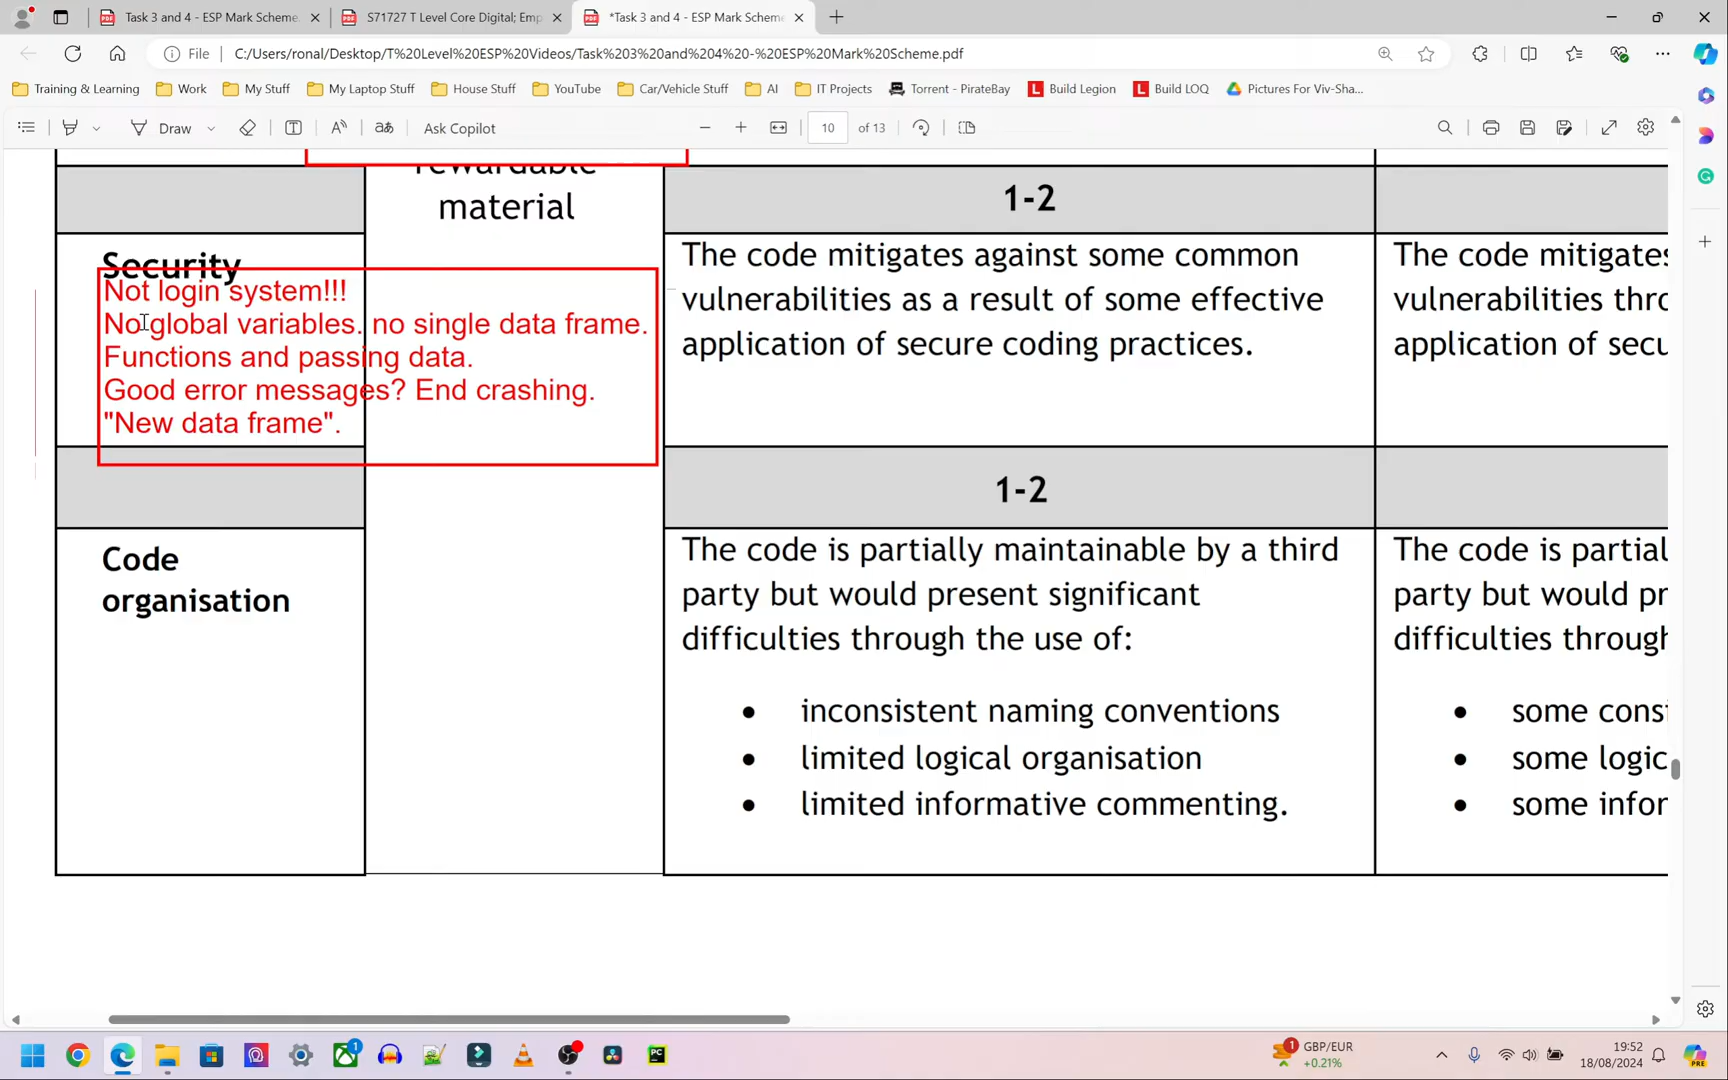 Task 3 and 4 - ESP Mark Scheme.
S71727 T Level Core Digital; Emp
*Task 3 and 4 - ESP Mark Scheme
File
C:/Users/ronal/Desktop/T%20Level%20ESP%20Videos/Task%203%20and%204%20-%20ESP%20Mark%20Scheme.pdf
Training & Learning
Work
My Stuff
My Laptop Stuff
House Stuff
YouTube
Car/Vehicle Stuff
AI
IT Projects
Torrent - PirateBay
Build Legion
Build LOQ
Pictures For Viv-Sha...
Draw
Ask Copilot
10
of 13
rewardable
material
1-2
Security
Not login system!!!
No global variables. no single data frame.
Functions and passing data.
Good error messages? End crashing.
"New data frame".
The code mitigates against some common
vulnerabilities as a result of some effective
application of secure coding practices.
The code mitigates
vulnerabilities thro
application of secu
1-2
Code
organisation
The code is partially maintainable by a third
party but would present significant
difficulties through the use of:
• inconsistent naming conventions
• limited logical organisation
• limited informative commenting.
The code is partial
party but would pr
difficulties through
• some consi
• some logic
• some infor
GBP/EUR
+0.21%
19:52
18/08/2024